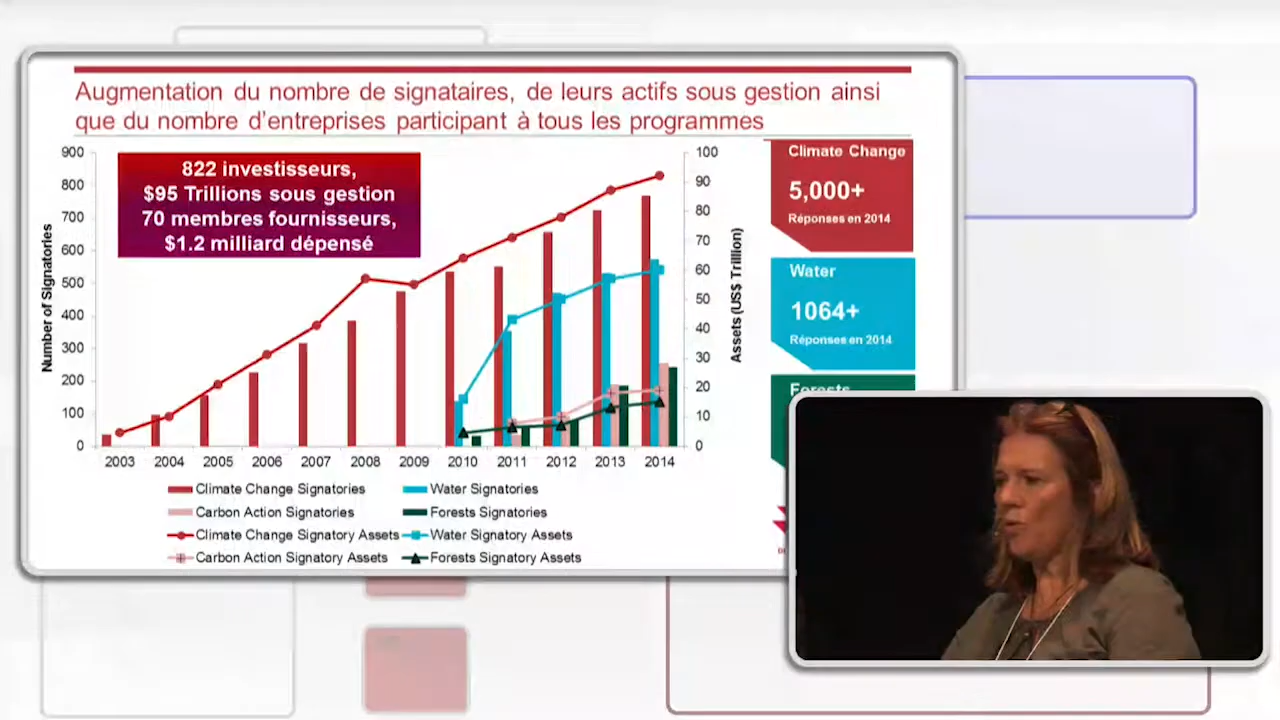 Augmentation du nombre de signataires, de leurs actifs sous gestion ainsi
que du nombre d'entreprises participant à tous les programmes
822 investisseurs,
$95 Trillions sous gestion
70 membres fournisseurs,
$1.2 milliard dépensé
Number of Signatories
900
800
700
600
500
400
300
200
100
0
100
90
80
70
60
50
40
30
20
10
0
Assets (US$ Trillion)
2003 2004 2005 2006 2007 2008 2009 2010 2011 2012 2013 2014
Climate Change Signatories
Water Signatories
Carbon Action Signatories
Forests Signatories
Climate Change Signatory Assets
Water Signatory Assets
Carbon Action Signatory Assets
Forests Signatory Assets
Climate Change
5,000+
Réponses en 2014
Water
1064+
Réponses en 2014
Forests